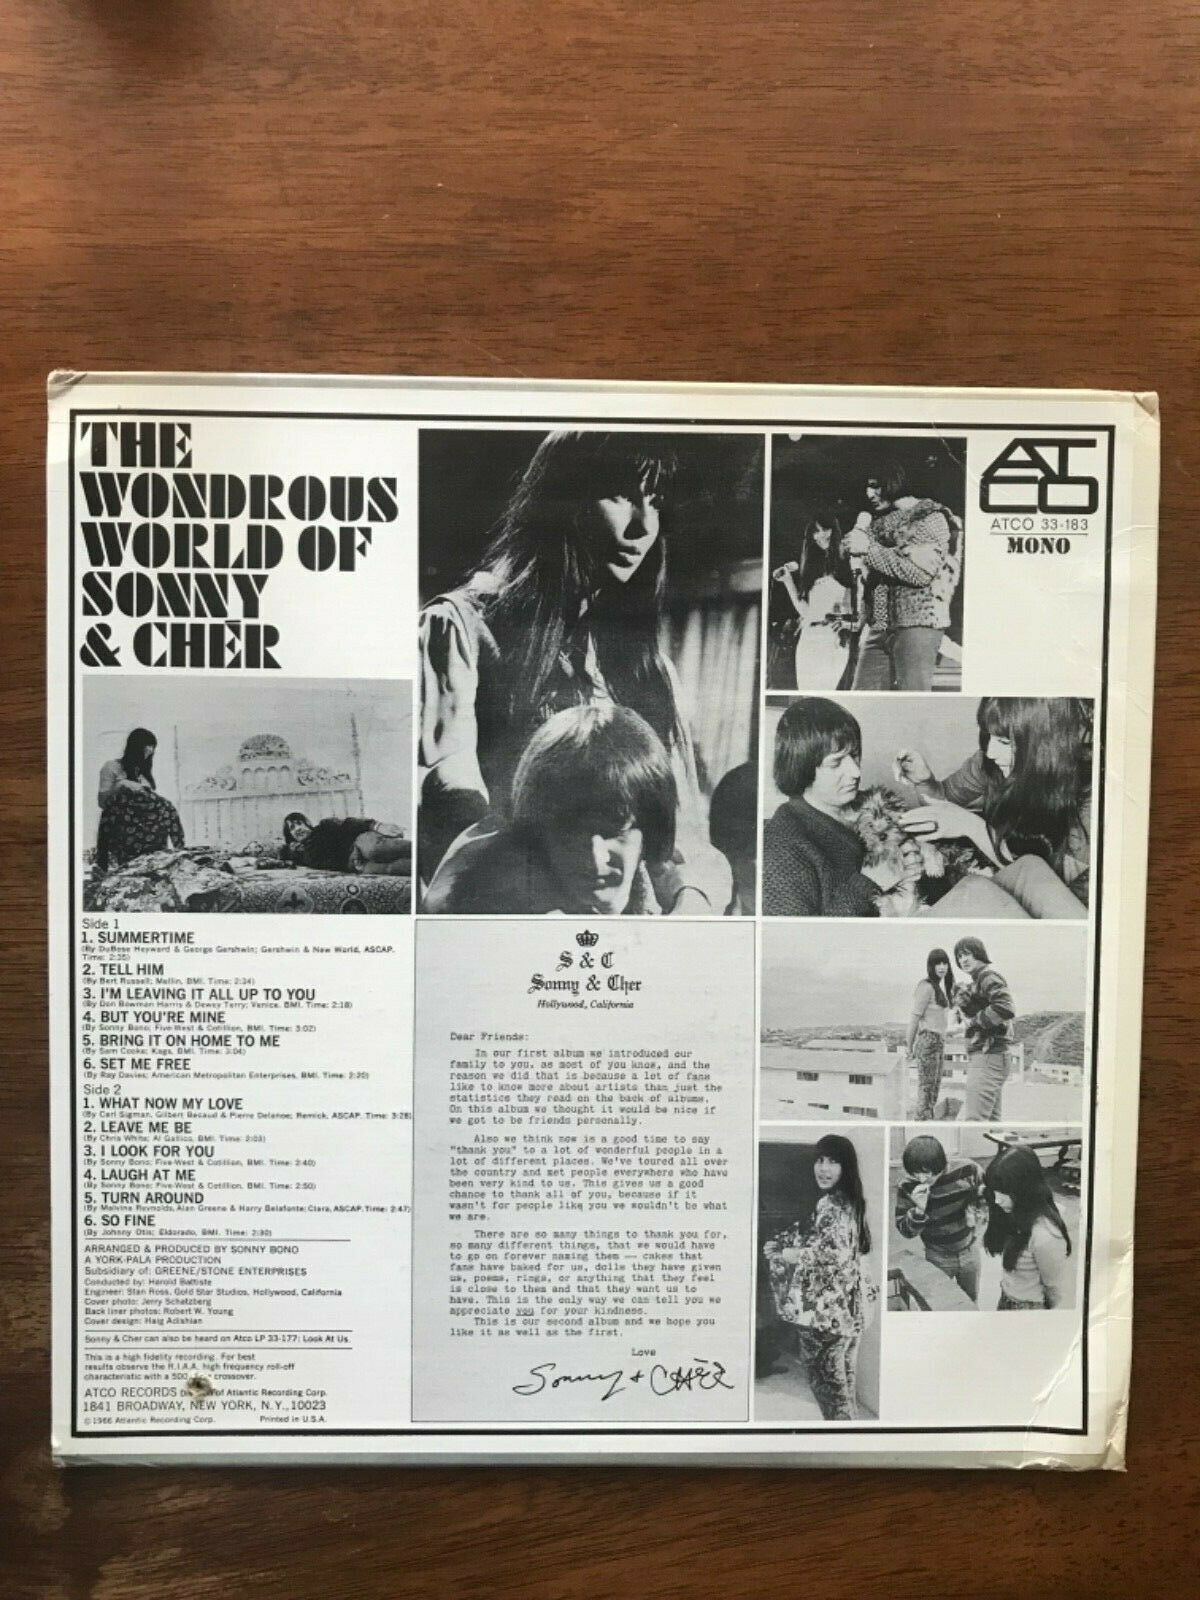 THE
WONDROUS
WORLD OF
SONNY
& CHÉR
ATCO
ATCO 33-183
MONO
Side 1
1. SUMMERTIME
(By DuBose Heyward & George Gershwin; Gershwin & New World, ASCAP.
Time: 2:35)
2. TELL HIM
(By Bert Russell; Mellin, BMI. Time: 2:34)
3. I'M LEAVING IT ALL UP TO YOU
(By Don Bowman Harris & Dewey Terry; Venice, BMI. Time: 2:18)
4. BUT YOU'RE MINE
(By Sonny Bono; Five-West & Cotillion, BMI. Time: 3:02)
5. BRING IT ON HOME TO ME
(By Sam Cooke; Kags, BMI. Time: 3:04)
6. SET ME FREE
(By Ray Davies; American Metropolitan Enterprises, BMI. Time: 2:20)
Side 2
1. WHAT NOW MY LOVE
(By Carl Sigman, Gilbert Becaud & Pierre Delanoe; Remick, ASCAP. Time: 3:28)
2. LEAVE ME BE
(By Chris White; Al Gallico, BMI. Time: 2:03)
3. I LOOK FOR YOU
(By Sonny Bono; Five-West & Cotillion, BMI. Time: 2:40)
4. LAUGH AT ME
(By Sonny Bono; Five-West & Cotillion, BMI. Time: 2:50)
5. TURN AROUND
(By Malvina Reynolds, Alan Greene & Harry Belafonte; Clara, ASCAP. Time: 2:47)
6. SO FINE
(By Johnny Otis; Eldorado, BMI. Time: 2:30)
ARRANGED & PRODUCED BY SONNY BONO
A YORK-PALA PRODUCTION
Subsidiary of: GREENE/STONE ENTERPRISES
Conducted by: Harold Battiste
Engineer: Stan Ross, Gold Star Studios, Hollywood, California
Cover photo: Jerry Schatzberg
Back liner photos: Robert W. Young
Cover design: Haig Adishian
Sonny & Cher can also be heard on Atco LP 33-177: Look At Us.
This is a high fidelity recording. For best
results observe the R.I.A.A. high frequency roll-off
characteristic with a 500 crossover.
ATCO RECORDS of Atlantic Recording Corp.
1841 BROADWAY, NEW YORK, N.Y., 10023
© 1966 Atlantic Recording Corp. Printed in U.S.A.
S & C
Sonny & Cher
Hollywood, California
Dear Friends:
In our first album we introduced our
family to you, as most of you know, and the
reason we did that is because a lot of fans
like to know more about artists than just the
statistics they read on the back of albums.
On this album we thought it would be nice if
we got to be friends personally.
Also we think now is a good time to say
"thank you" to a lot of wonderful people in a
lot of different places. We've toured all over
the country and met people everywhere who have
been very kind to us. This gives us a good
chance to thank all of you, because if it
wasn't for people like you we wouldn't be what
we are.
There are so many things to thank you for,
so many different things, that we would have
to go on forever naming them — cakes that
fans have baked for us, dolls they have given
us, poems, rings, or anything that they feel
is close to them and that they want us to
have. This is the only way we can tell you we
appreciate you for your kindness.
This is our second album and we hope you
like it as well as the first.
Love
Sonny + CHÉR